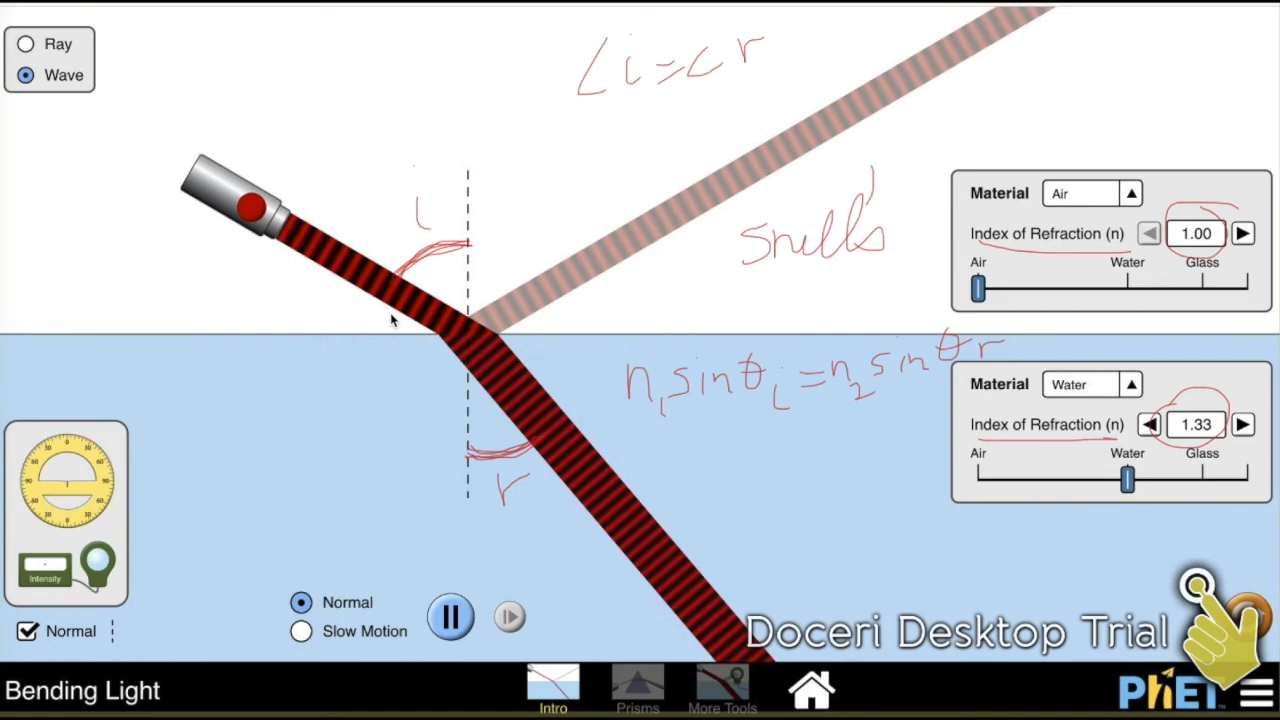 Ray
Wave
∠i=∠r
i
Snell's
Material Air
Index of Refraction (n) 1.00
Air Water Glass
n₁sinθᵢ=n₂sinθr
Material Water
Index of Refraction (n) 1.33
Air Water Glass
r
Intensity
Normal
Normal
Slow Motion
Doceri Desktop Trial
Bending Light
Intro
Prisms
More Tools
PhET